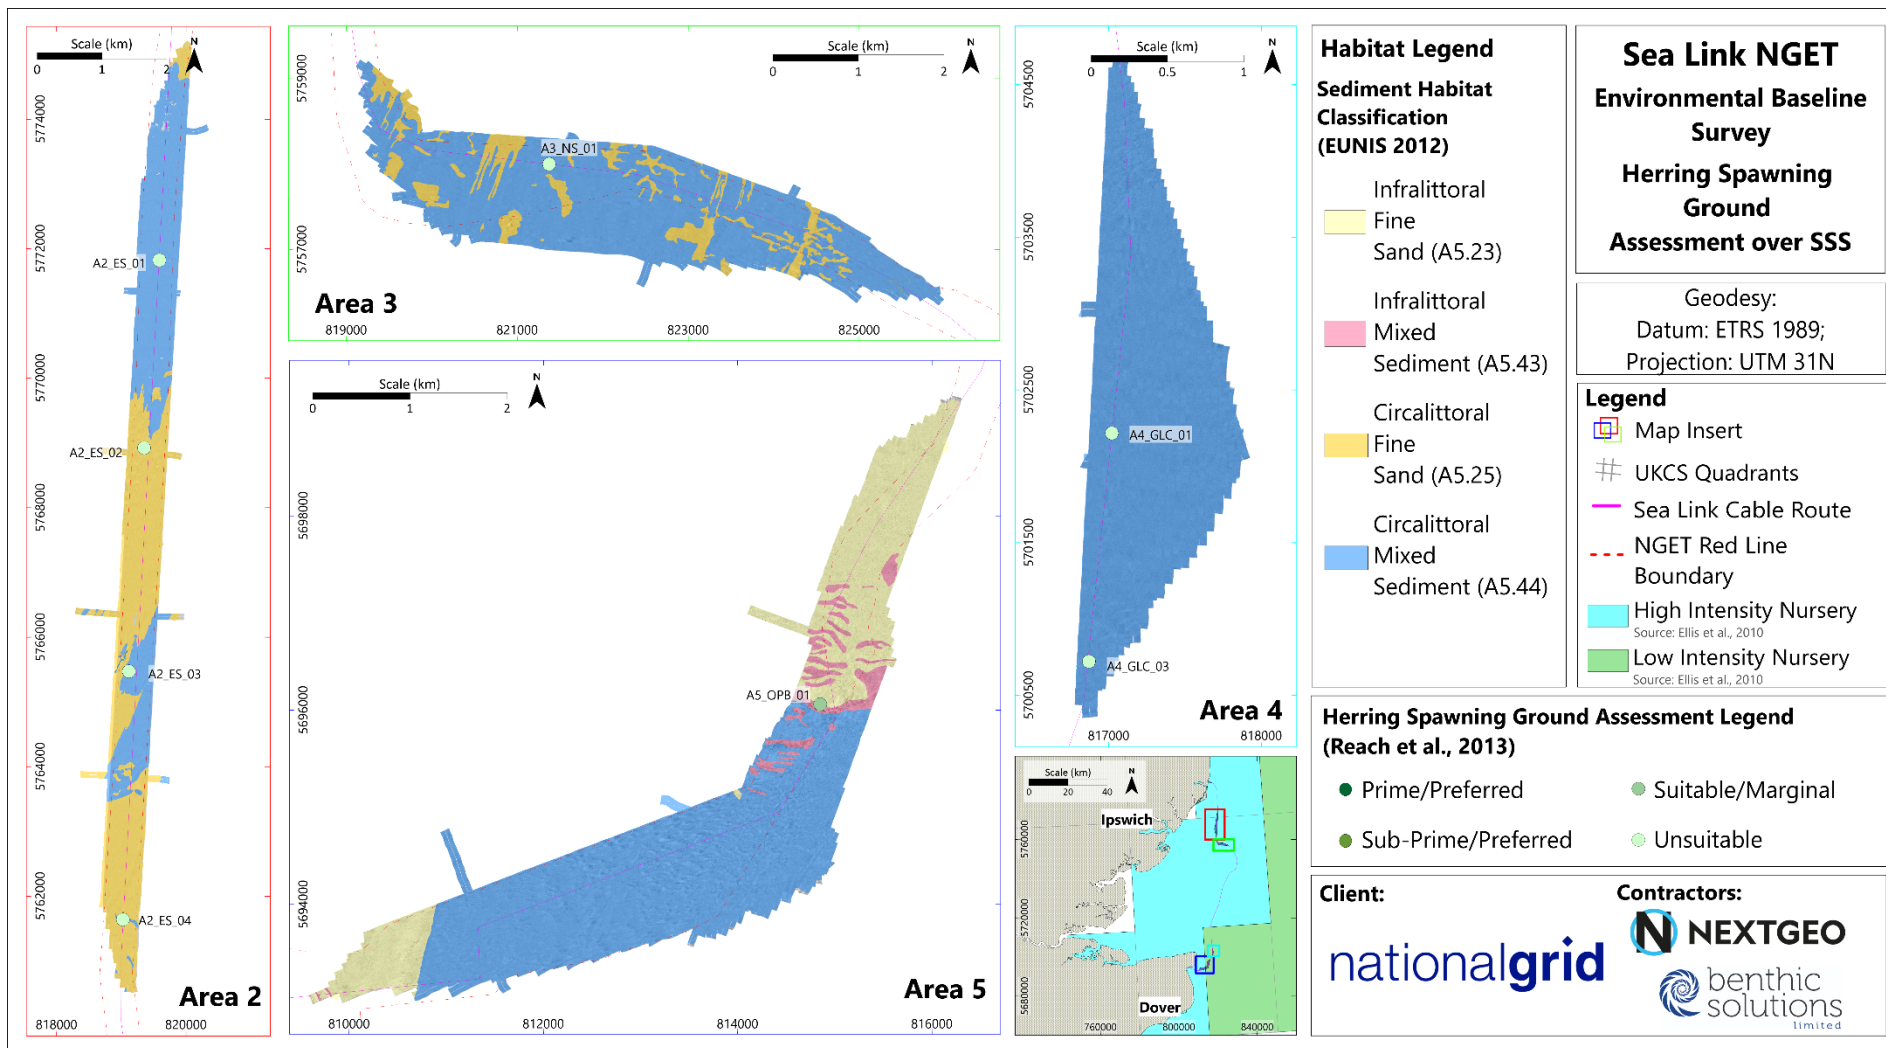 Scale (km)
N
0
1
2
5774000
5772000
5770000
5768000
5766000
5764000
5762000
A2_ES_01
A2_ES_02
A2_ES_03
A2_ES_04
Area 2
818000
820000
Scale (km)
N
0
1
2
5759000
5757000
A3_NS_01
Area 3
819000
821000
823000
825000
Scale (km)
N
0
1
2
5698000
5696000
5694000
A5_OPB_01
Area 5
810000
812000
814000
816000
Scale (km)
N
0
0.5
1
5704500
5703500
5702500
5701500
5700500
A4_GLC_01
A4_GLC_03
Area 4
817000
818000
Scale (km)
N
0
20
40
Ipswich
Dover
5760000
5720000
5680000
760000
800000
840000
Habitat Legend
Sediment Habitat
Classification
(EUNIS 2012)
Infralittoral
Fine
Sand (A5.23)
Infralittoral
Mixed
Sediment (A5.43)
Circalittoral
Fine
Sand (A5.25)
Circalittoral
Mixed
Sediment (A5.44)
Sea Link NGET
Environmental Baseline
Survey
Herring Spawning
Ground
Assessment over SSS
Geodesy:
Datum: ETRS 1989;
Projection: UTM 31N
Legend
Map Insert
UKCS Quadrants
Sea Link Cable Route
NGET Red Line
Boundary
High Intensity Nursery
Source: Ellis et al., 2010
Low Intensity Nursery
Source: Ellis et al., 2010
Herring Spawning Ground Assessment Legend
(Reach et al., 2013)
Prime/Preferred
Suitable/Marginal
Sub-Prime/Preferred
Unsuitable
Client:
nationalgrid
Contractors:
N NEXTGEO
benthic
solutions
limited